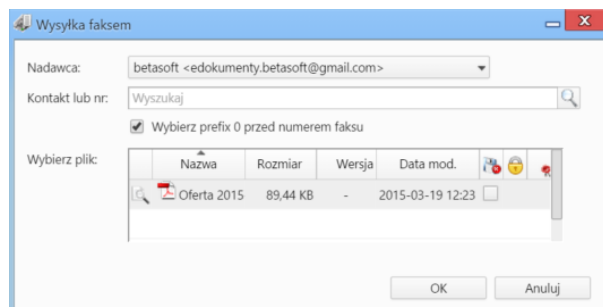 Wysyłka faksem
Nadawca: betasoft <edokumenty.betasoft@gmail.com>
Kontakt lub nr: Wyszukaj
Wybierz prefix 0 przed numerem faksu
Wybierz plik: Nazwa Rozmiar Wersja Data mod.
Oferta 2015 89,44 KB - 2015-03-19 12:23
OK Anuluj